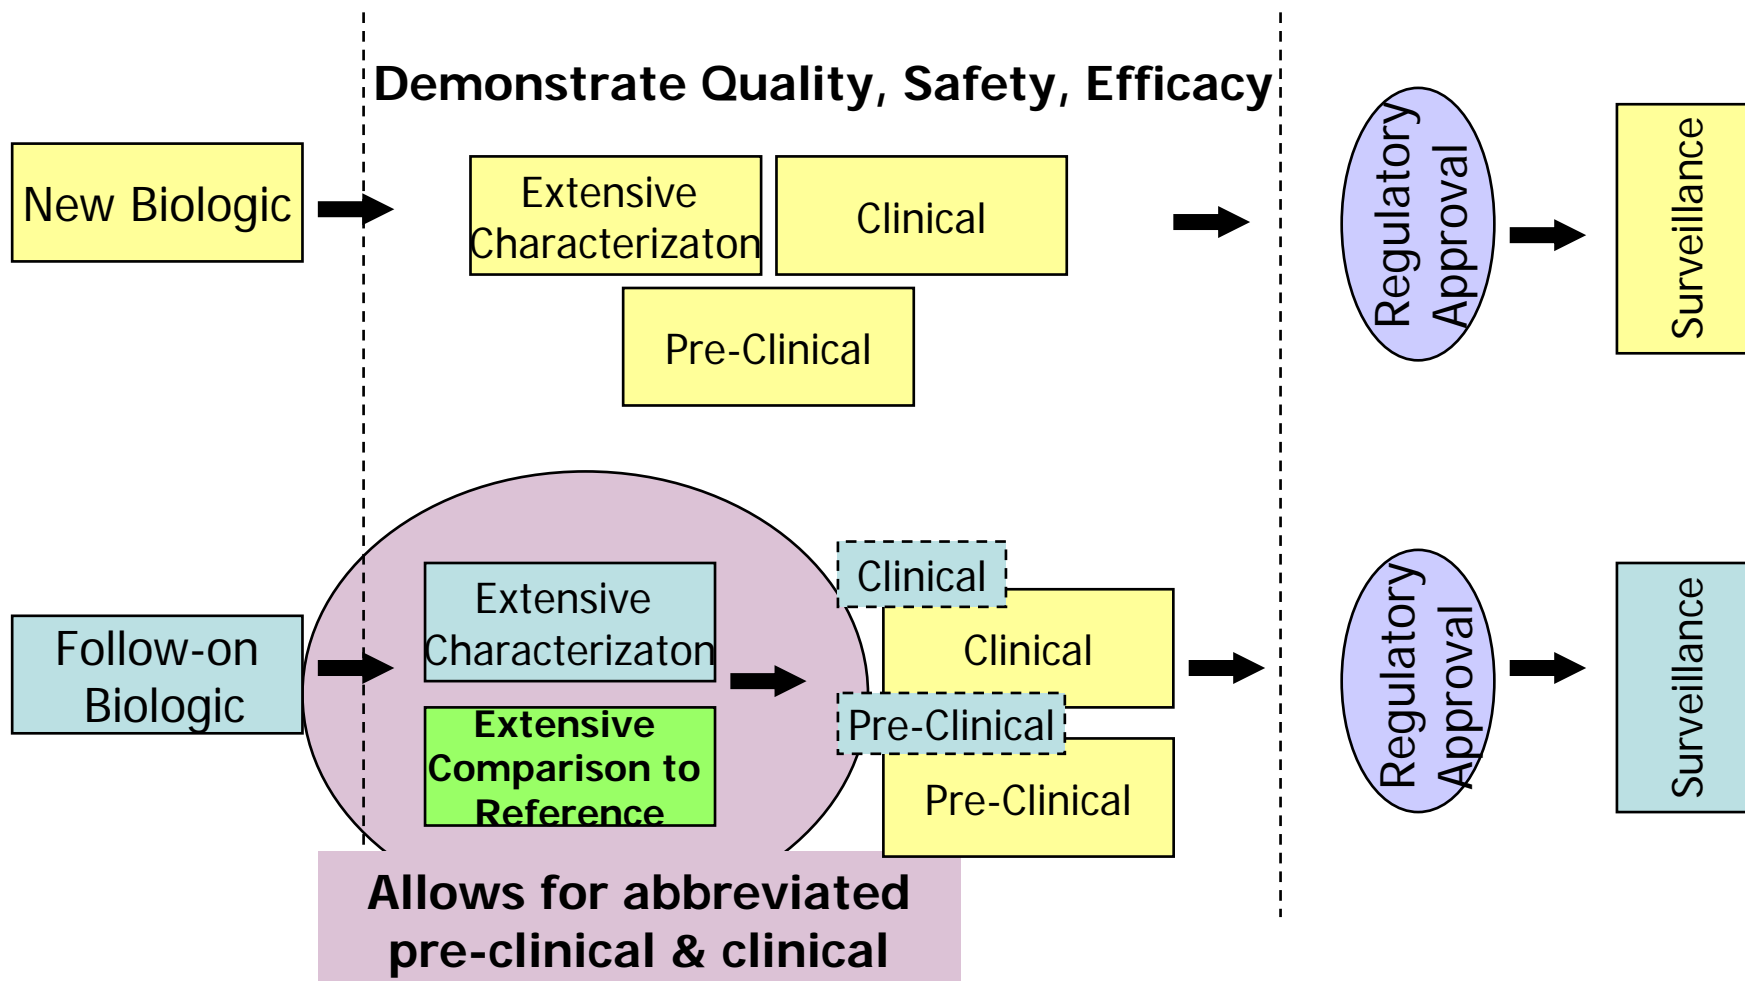 Demonstrate Quality, Safety, Efficacy
New Biologic
Extensive
Characterizaton
Clinical
Pre-Clinical
Regulatory
Approval
Surveillance
Follow-on
Biologic
Extensive
Characterizaton
Extensive
Comparison to
Reference
Clinical
Clinical
Pre-Clinical
Pre-Clinical
Regulatory
Approval
Surveillance
Allows for abbreviated
pre-clinical & clinical